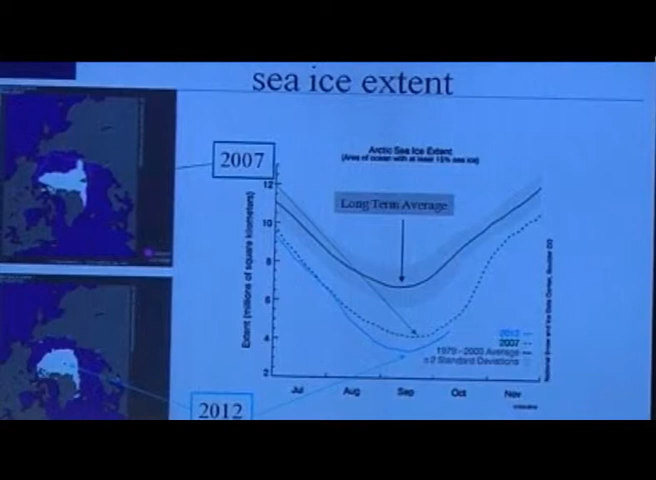 sea ice extent
2007
Arctic Sea Ice Extent
(Area of ocean with at least 15% sea ice)
Long Term Average
Extent (millions of square kilometers)
12
10
8
6
4
2
2012
2007
1979 - 2000 Average
±2 Standard Deviations
Jul
Aug
Sep
Oct
Nov
National Snow and Ice Data Center, Boulder CO
2012